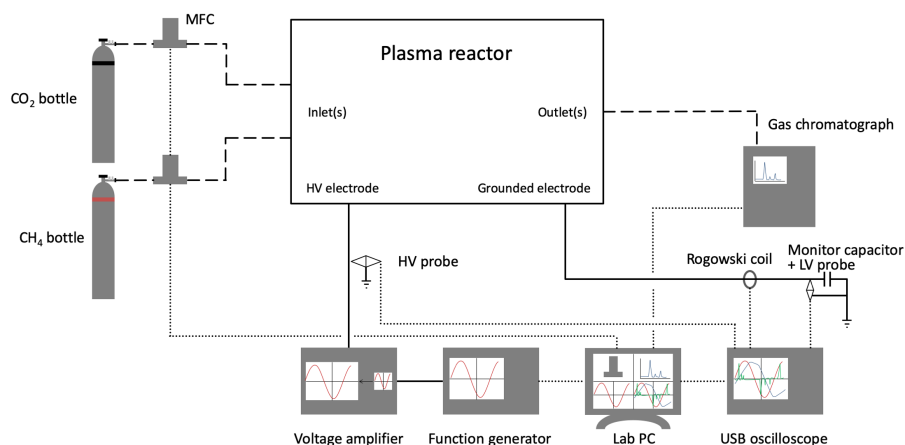 MFC
Plasma reactor
CO₂ bottle
Inlet(s)
Outlet(s)
Gas chromatograph
HV electrode
Grounded electrode
CH₄ bottle
HV probe
Rogowski coil
Monitor capacitor
+ LV probe
Voltage amplifier
Function generator
Lab PC
USB oscilloscope